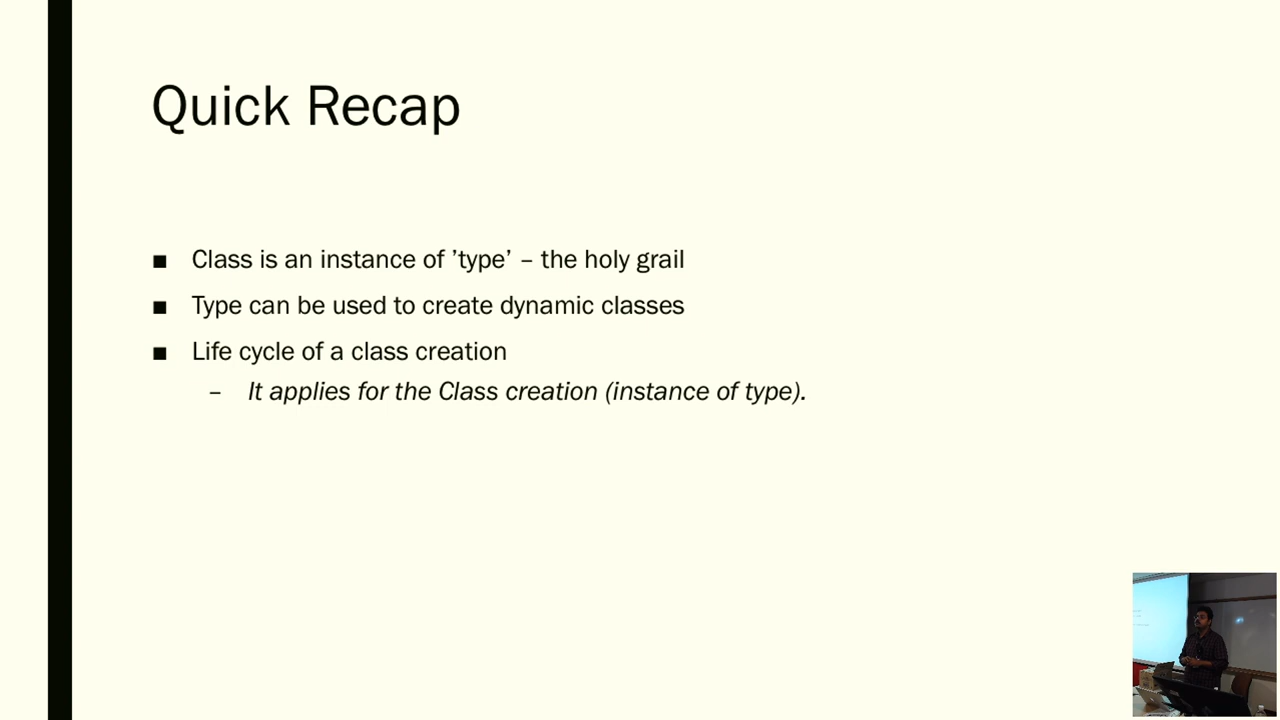 Quick Recap
■ Class is an instance of ’type’ – the holy grail
■ Type can be used to create dynamic classes
■ Life cycle of a class creation
– It applies for the Class creation (instance of type).